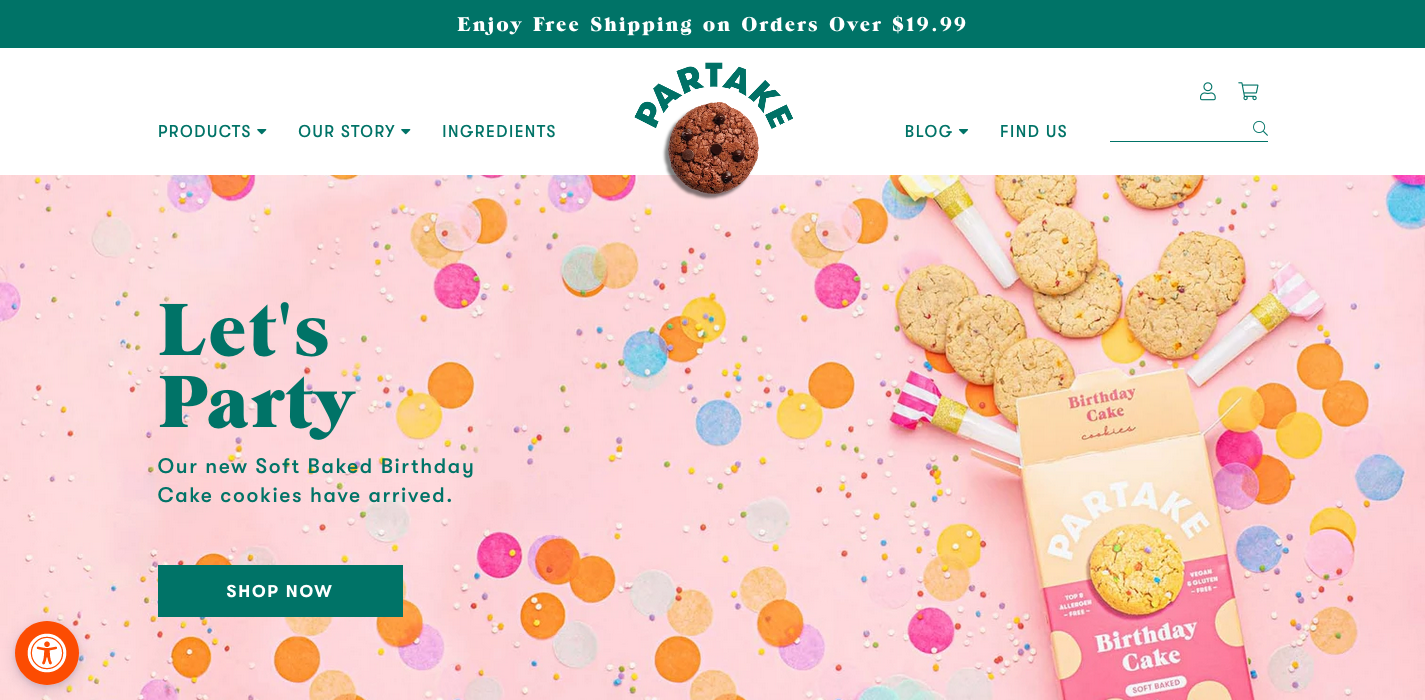 Enjoy Free Shipping on Orders Over $19.99
PRODUCTS
OUR STORY
INGREDIENTS
PARTAKE
BLOG
FIND US
Let's
Party
Our new Soft Baked Birthday
Cake cookies have arrived.
SHOP NOW
Birthday
Cake
cookies
PARTAKE
TOP 9
ALLERGEN
–FREE–
VEGAN
& GLUTEN
–FREE–
Birthday
Cake
SOFT BAKED